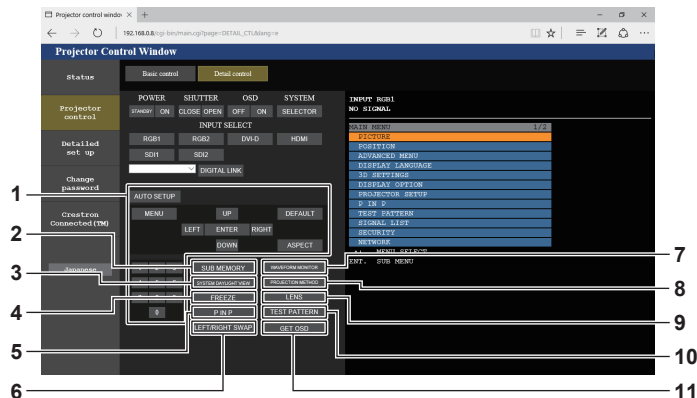 Projector control window
192.168.0.8/cgi-bin/main.cgi?page=DETAIL_CTL&lang=e
Projector Control Window
Status
Projector control
Detailed set up
Change password
Crestron Connected(TM)
Japanese
Basic control Detail control
POWER SHUTTER OSD SYSTEM
STANDBY ON CLOSE OPEN OFF ON SELECTOR
INPUT SELECT
RGB1 RGB2 DVI-D HDMI
SDI1 SDI2
DIGITAL LINK
AUTO SETUP
MENU UP DEFAULT
LEFT ENTER RIGHT
DOWN ASPECT
SUB MEMORY WAVEFORM MONITOR
SYSTEM DAYLIGHT VIEW PROJECTION METHOD
FREEZE LENS
0 P IN P TEST PATTERN
LEFT/RIGHT SWAP GET OSD
INPUT RGB1
NO SIGNAL
MAIN MENU 1/2
PICTURE
POSITION
ADVANCED MENU
DISPLAY LANGUAGE
3D SETTINGS
DISPLAY OPTION
PROJECTOR SETUP
P IN P
TEST PATTERN
SIGNAL LIST
SECURITY
NETWORK
MENU SELECT
ENT. SUB MENU
1
2
3
4
5
6
7
8
9
10
11